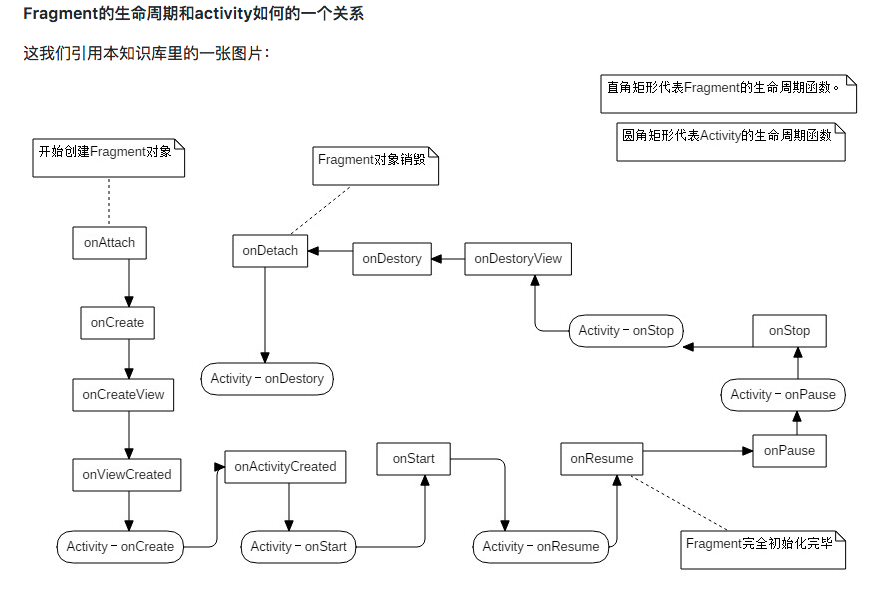 Fragment的生命周期和activity如何的一个关系
这我们引用本知识库里的一张图片：
直角矩形代表Fragment的生命周期函数。
圆角矩形代表Activity的生命周期函数
开始创建Fragment对象
Fragment对象销毁
onAttach
onDetach
onDestory
onDestoryView
onCreate
Activity－onStop
onStop
Activity－onDestory
onCreateView
Activity－onPause
onViewCreated
onActivityCreated
onStart
onResume
onPause
Activity－onCreate
Activity－onStart
Activity－onResume
Fragment完全初始化完毕